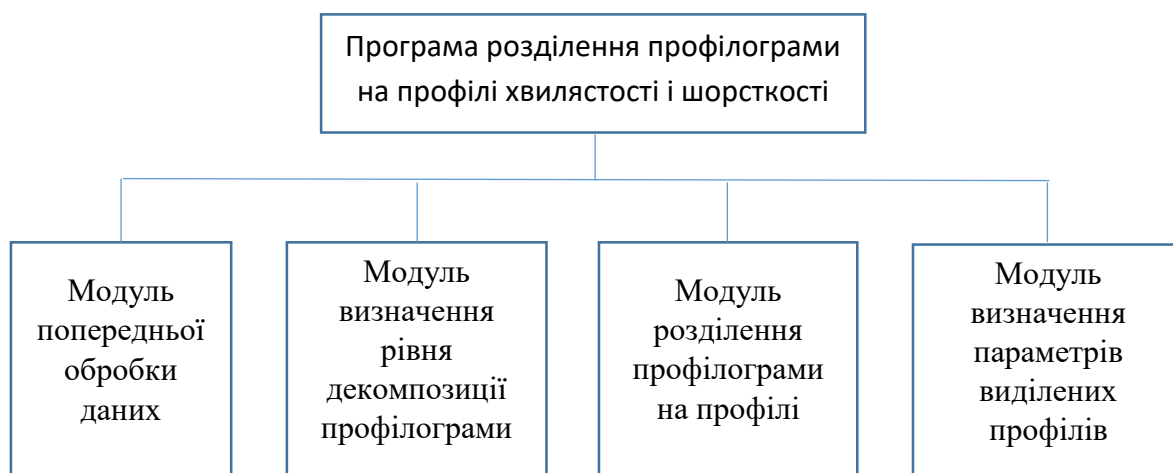 Програма розділення профілограми
на профілі хвилястості і шорсткості
Модуль
попередньої
обробки
даних
Модуль
визначення
рівня
декомпозиції
профілограми
Модуль
розділення
профілограми
на профілі
Модуль
визначення
параметрів
виділених
профілів